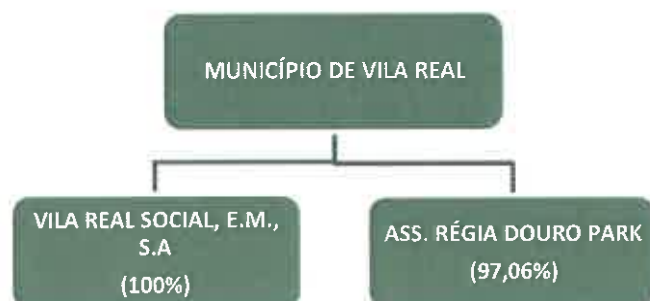 MUNICÍPIO DE VILA REAL
VILA REAL SOCIAL, E.M.,
S.A
(100%)
ASS. RÉGIA DOURO PARK
(97,06%)